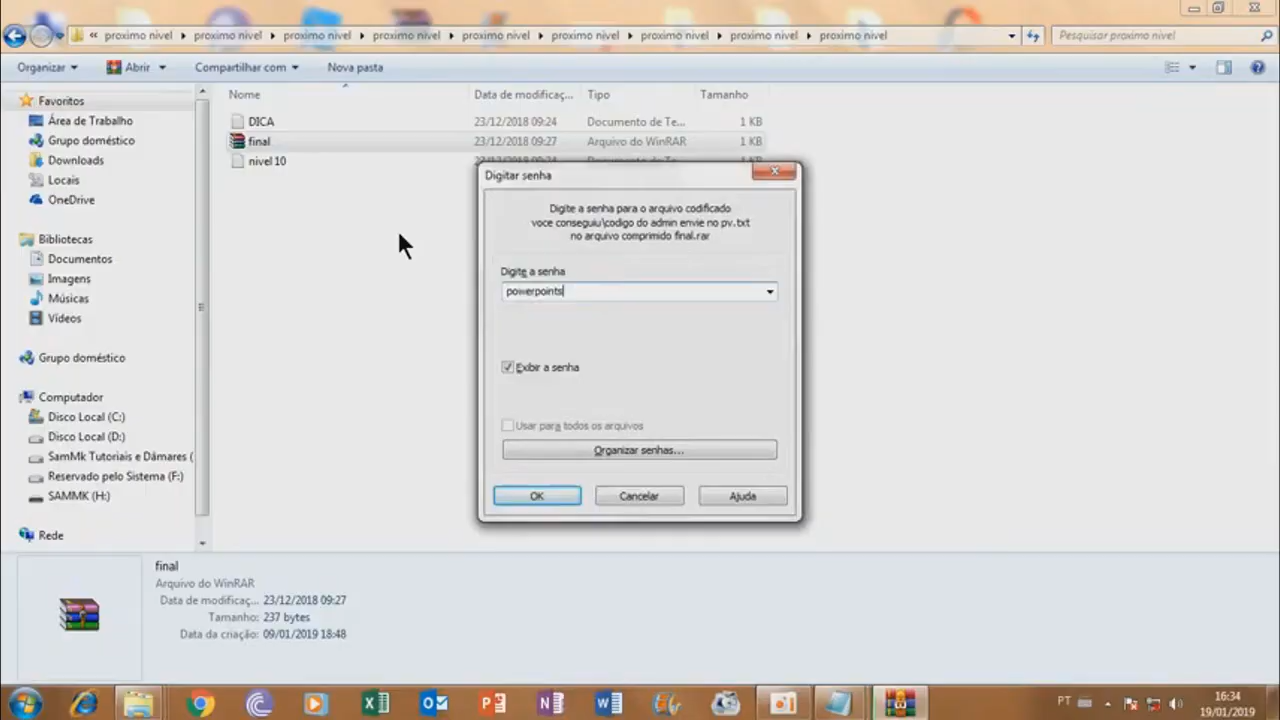 « proximo nivel ▸ proximo nivel ▸ proximo nivel ▸ proximo nivel ▸ proximo nivel ▸ proximo nivel ▸ proximo nivel ▸ proximo nivel ▸ proximo nivel
Pesquisar proximo nivel
Organizar
Abrir
Compartilhar com
Nova pasta
Nome
Data de modificaç...
Tipo
Tamanho
DICA 23/12/2018 09:24 Documento de Te... 1 KB
final 23/12/2018 09:27 Arquivo do WinRAR 1 KB
nivel 10
Favoritos
Área de Trabalho
Grupo doméstico
Downloads
Locais
OneDrive
Bibliotecas
Documentos
Imagens
Músicas
Vídeos
Grupo doméstico
Computador
Disco Local (C:)
Disco Local (D:)
SamMk Tutoriais e Dâmares (
Reservado pelo Sistema (F:)
SAMMK (H:)
Rede
Digitar senha
Digite a senha para o arquivo codificado
voce conseguiu\codigo do admin envie no pv.txt
no arquivo comprimido final.rar
Digite a senha
powerpoints
Exibir a senha
Usar para todos os arquivos
Organizar senhas...
OK
Cancelar
Ajuda
final
Arquivo do WinRAR
Data de modificaç... 23/12/2018 09:27
Tamanho: 237 bytes
Data da criação: 09/01/2019 18:48
PT
16:34
19/01/2019